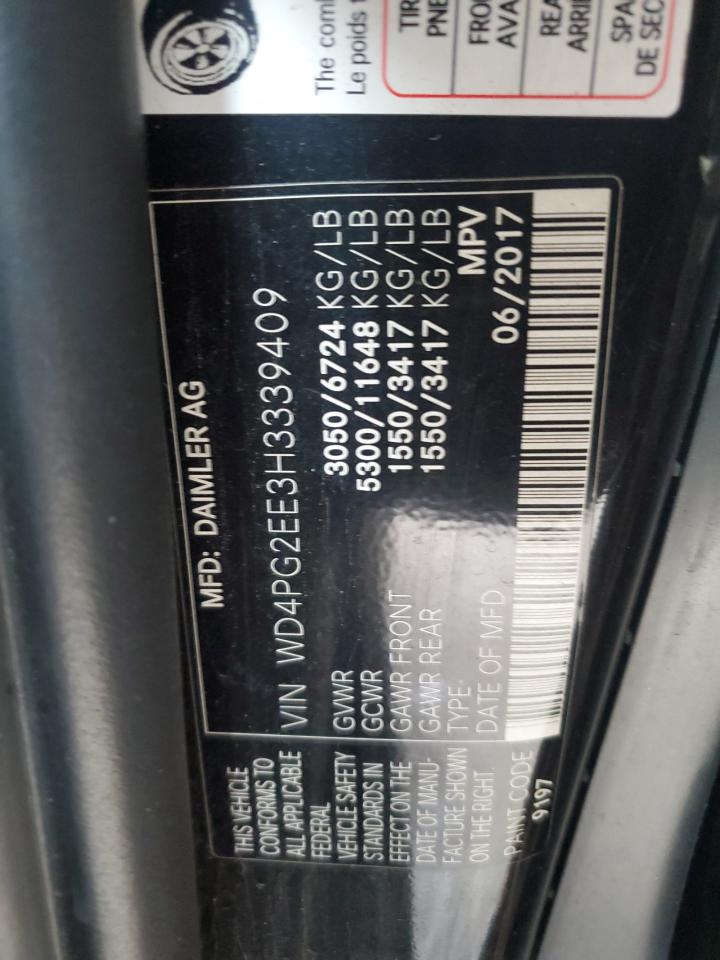 The com
Le poids t
TIR
PNE
FRO
AVA
REA
ARRI
SPA
DE SEC
MFD: DAIMLER AG
VIN WD4PG2EE3H3339409
GVWR 3050/6724 KG/LB
GCWR 5300/11648 KG/LB
GAWR FRONT 1550/3417 KG/LB
GAWR REAR 1550/3417 KG/LB
TYPE- MPV
DATE OF MFD 06/2017
THIS VEHICLE
CONFORMS TO
ALL APPLICABLE
FEDERAL
VEHICLE SAFETY
STANDARDS IN
EFFECT ON THE
DATE OF MANU-
FACTURE SHOWN
ON THE RIGHT
PAINT CODE
9197